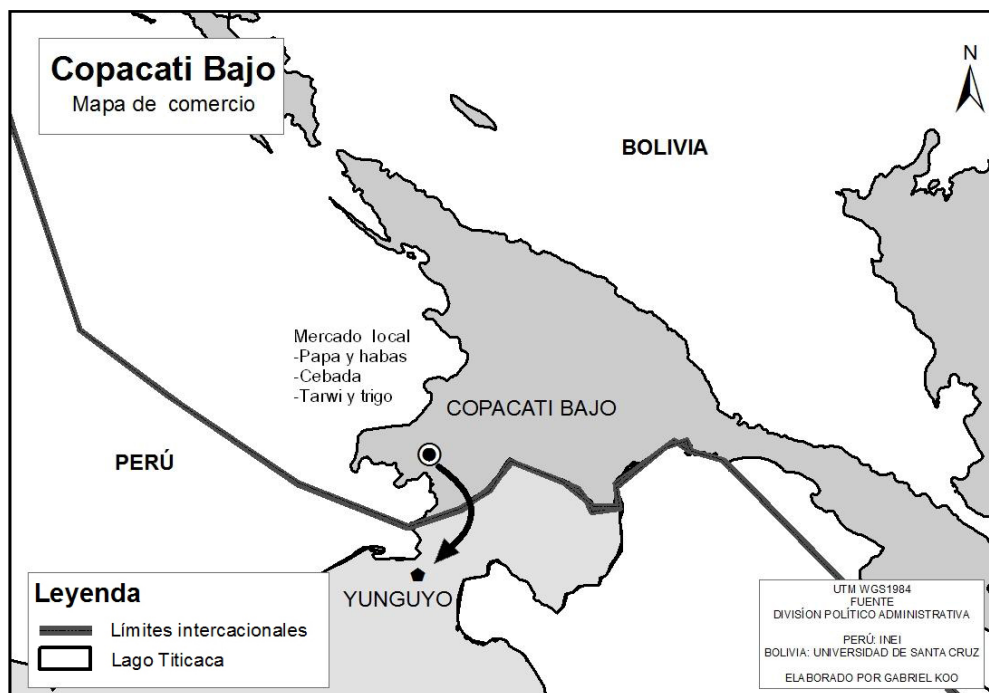 Copacati Bajo
Mapa de comercio
N
BOLIVIA
Mercado local
-Papa y habas
-Cebada
-Tarwi y trigo
COPACATI BAJO
PERÚ
YUNGUYO
Leyenda
Límites intercacionales
Lago Titicaca
UTM WGS1984
FUENTE
DIVISÍON POLÍTICO ADMINISTRATIVA
PERÚ: INEI
BOLIVIA: UNIVERSIDAD DE SANTA CRUZ
ELABORADO POR GABRIEL KOO